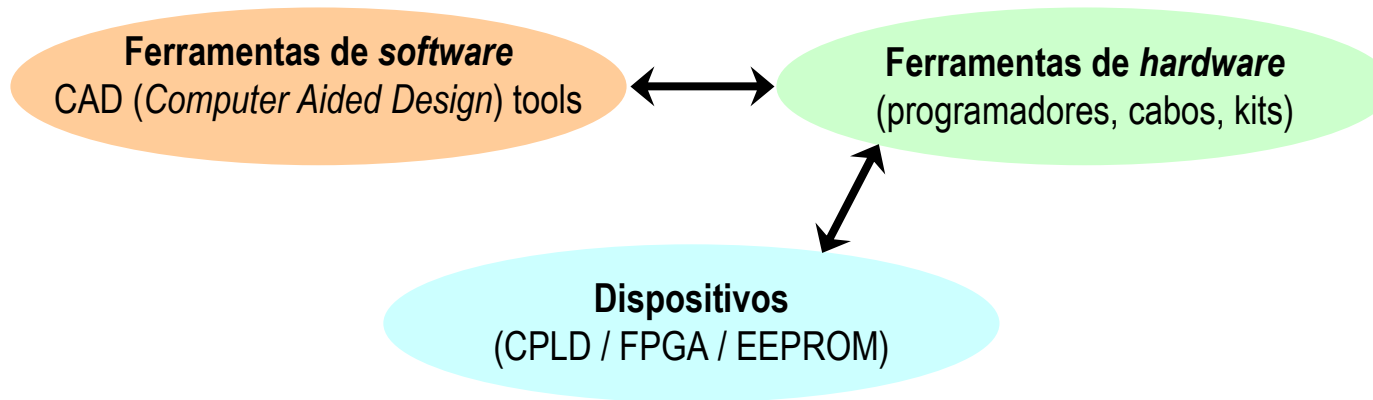 Ferramentas de software
CAD (Computer Aided Design) tools
Ferramentas de hardware
(programadores, cabos, kits)
Dispositivos
(CPLD / FPGA / EEPROM)